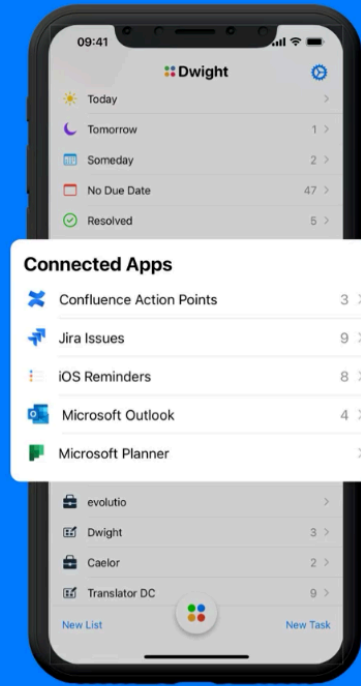 09:41
Dwight
Today
Tomorrow 1
Someday 2
No Due Date 47
Resolved 5
Connected Apps
Confluence Action Points 3
Jira Issues 9
iOS Reminders 8
Microsoft Outlook 4
Microsoft Planner
evolutio
Dwight 3
Caelor 2
Translator DC 9
New List New Task